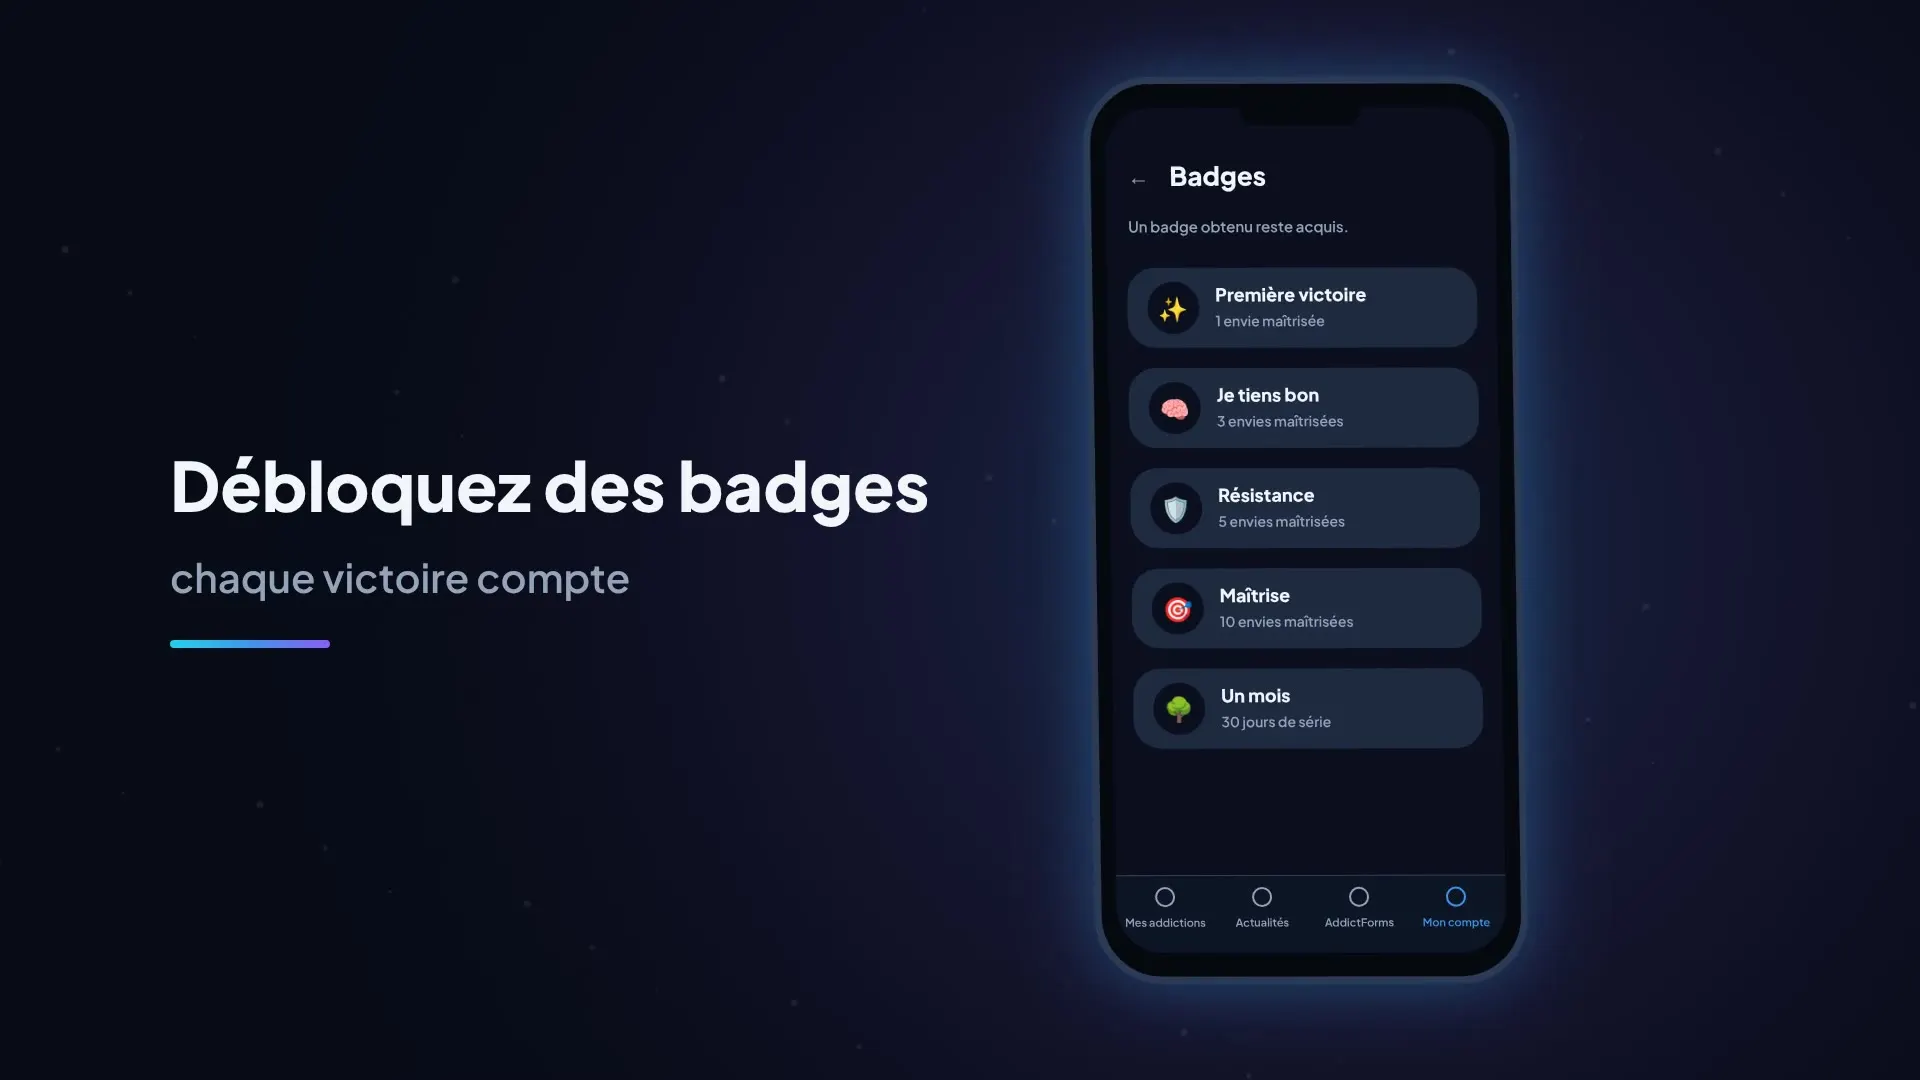 Débloquez des badges
chaque victoire compte
← Badges
Un badge obtenu reste acquis.
Première victoire
1 envie maîtrisée
Je tiens bon
3 envies maîtrisées
Résistance
5 envies maîtrisées
Maîtrise
10 envies maîtrisées
Un mois
30 jours de série
Mes addictions
Actualités
AddictForms
Mon compte